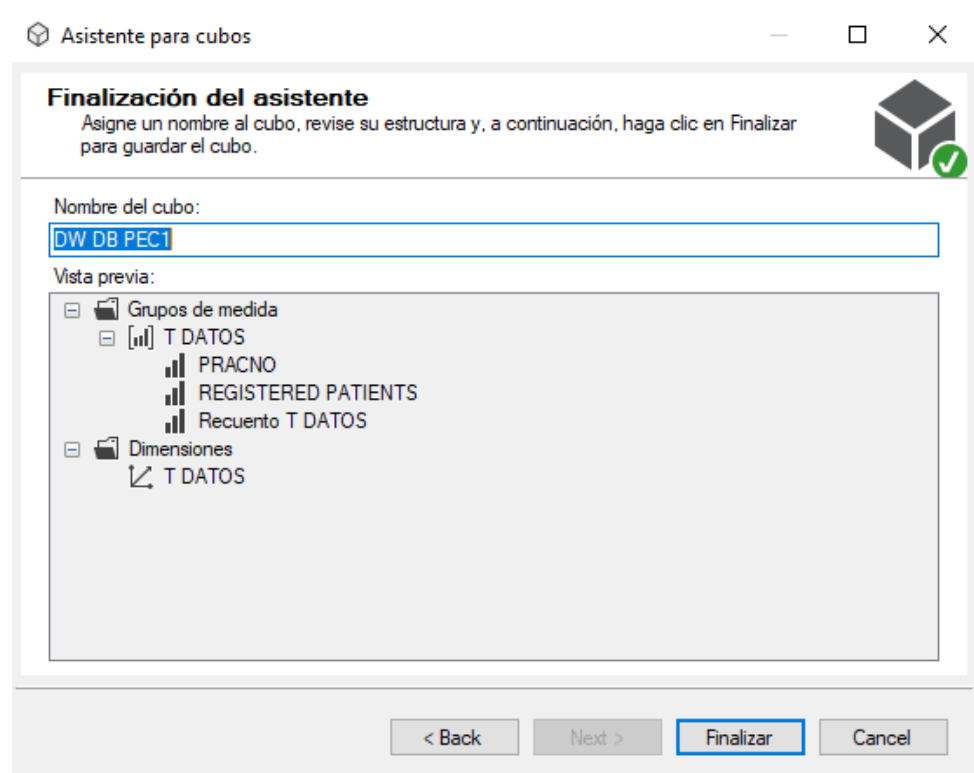 Asistente para cubos
Finalización del asistente
Asigne un nombre al cubo, revise su estructura y, a continuación, haga clic en Finalizar
para guardar el cubo.
Nombre del cubo:
DW DB PEC1
Vista previa:
Grupos de medida
T DATOS
PRACNO
REGISTERED PATIENTS
Recuento T DATOS
Dimensiones
T DATOS
< Back Next > Finalizar Cancel